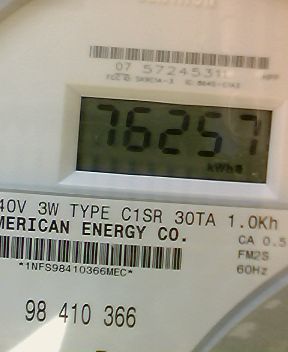 07 5724531
76257
kWh
40V 3W TYPE C1SR 30TA 1.0Kh
MERICAN ENERGY CO.
CA 0.5
*1NFS98410366MEC*
FM2S
60Hz
98 410 366